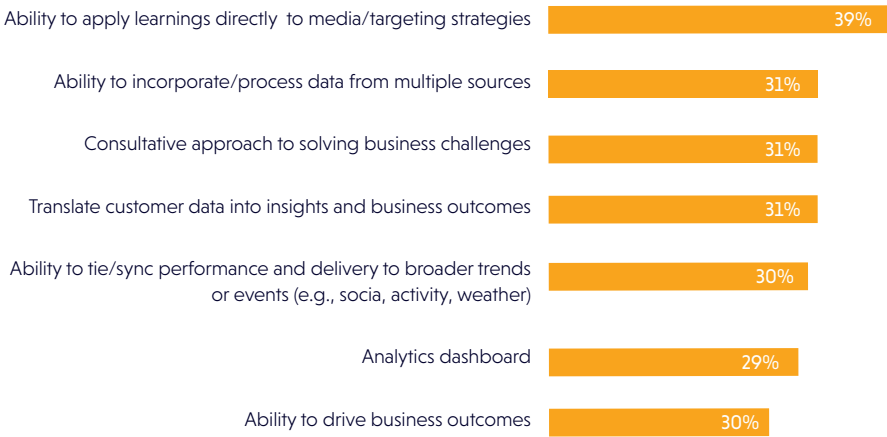 Ability to apply learnings directly to media/targeting strategies
39%
Ability to incorporate/process data from multiple sources
31%
Consultative approach to solving business challenges
31%
Translate customer data into insights and business outcomes
31%
Ability to tie/sync performance and delivery to broader trends
or events (e.g., socia, activity, weather)
30%
Analytics dashboard
29%
Ability to drive business outcomes
30%